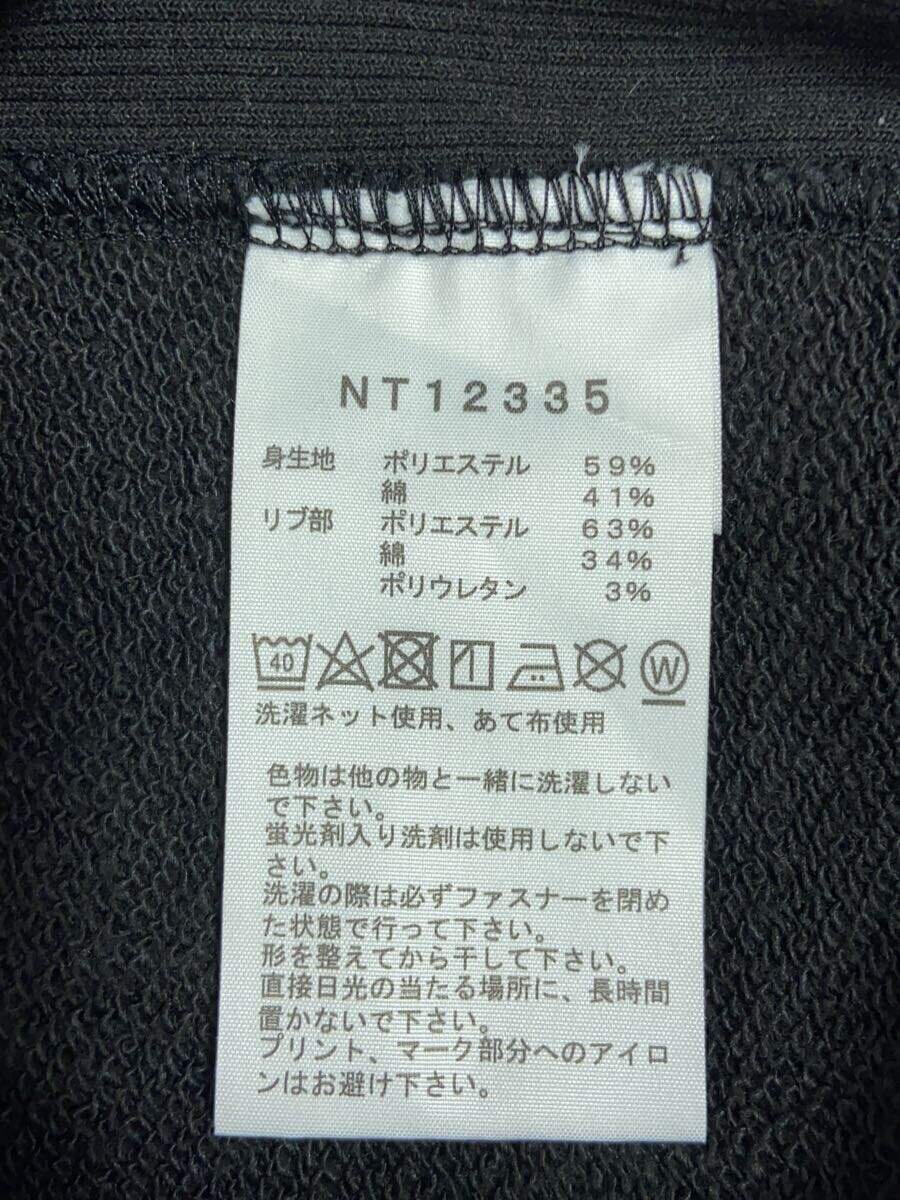 NT12335
身生地 ポリエステル 59%
綿 41%
リブ部 ポリエステル 63%
綿 34%
ポリウレタン 3%
40 W
洗濯ネット使用、あて布使用
色物は他の物と一緒に洗濯しない
で下さい。
蛍光剤入り洗剤は使用しないで下
さい。
洗濯の際は必ずファスナーを閉め
た状態で行って下さい。
形を整えてから干して下さい。
直接日光の当たる場所に、長時間
置かないで下さい。
プリント、マーク部分へのアイロ
ンはお避け下さい。